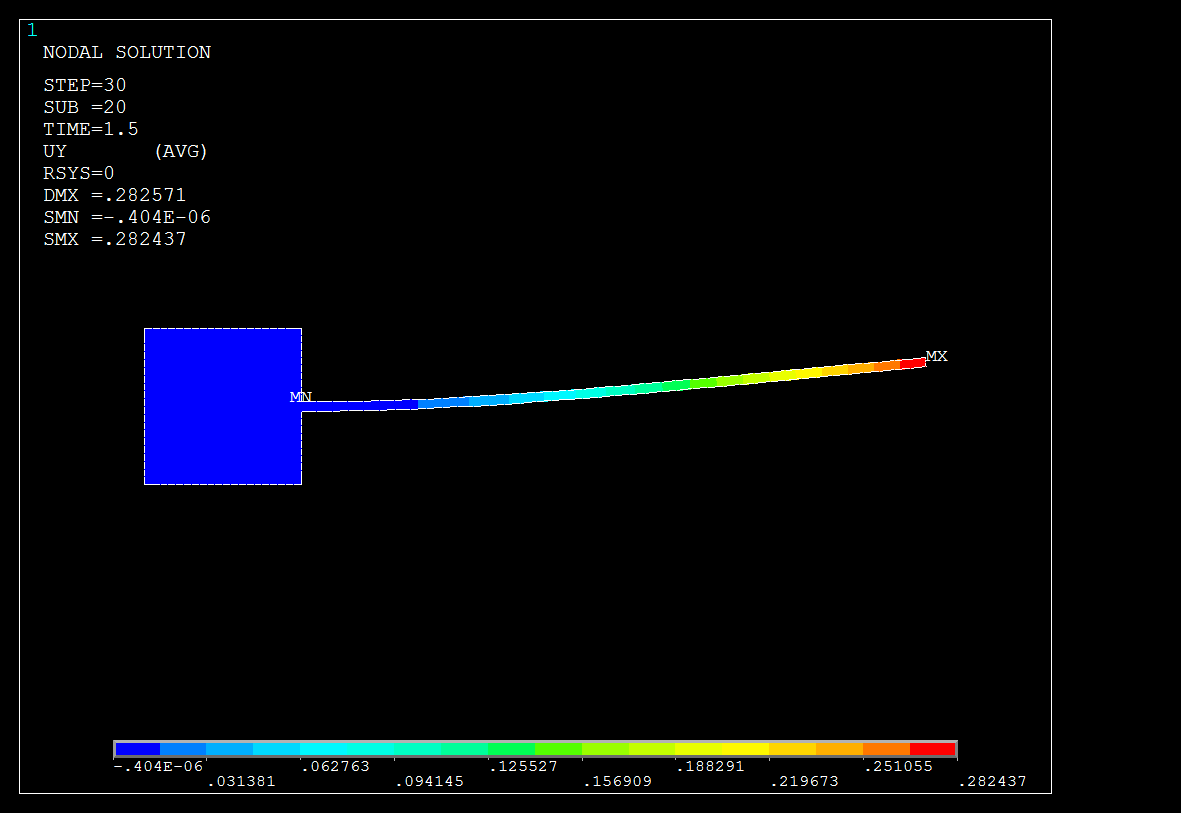 1
NODAL SOLUTION
STEP=30
SUB =20
TIME=1.5
UY (AVG)
RSYS=0
DMX =.282571
SMN =-.404E-06
SMX =.282437
MX
MN
-.404E-06 .062763 .125527 .188291 .251055
.031381 .094145 .156909 .219673 .282437